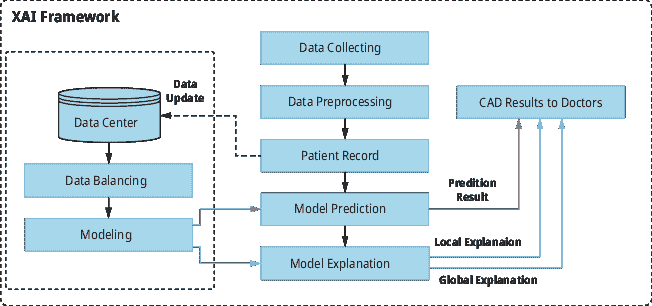 XAI Framework
Data Collecting
Data Preprocessing
Patient Record
Model Prediction
Model Explanation
Data
Update
Data Center
Data Balancing
Modeling
CAD Results to Doctors
Predition
Result
Local Explanaion
Global Explanation